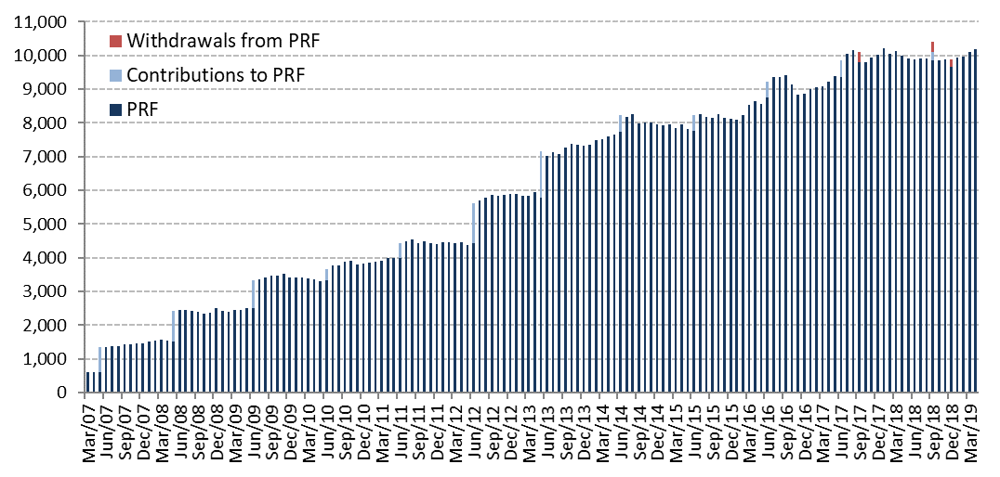 11,000
10,000
9,000
8,000
7,000
6,000
5,000
4,000
3,000
2,000
1,000
0
Withdrawals from PRF
Contributions to PRF
PRF
Mar/07
Jun/07
Sep/07
Dec/07
Mar/08
Jun/08
Sep/08
Dec/08
Mar/09
Jun/09
Sep/09
Dec/09
Mar/10
Jun/10
Sep/10
Dec/10
Mar/11
Jun/11
Sep/11
Dec/11
Mar/12
Jun/12
Sep/12
Dec/12
Mar/13
Jun/13
Sep/13
Dec/13
Mar/14
Jun/14
Sep/14
Dec/14
Mar/15
Jun/15
Sep/15
Dec/15
Mar/16
Jun/16
Sep/16
Dec/16
Mar/17
Jun/17
Sep/17
Dec/17
Mar/18
Jun/18
Sep/18
Dec/18
Mar/19